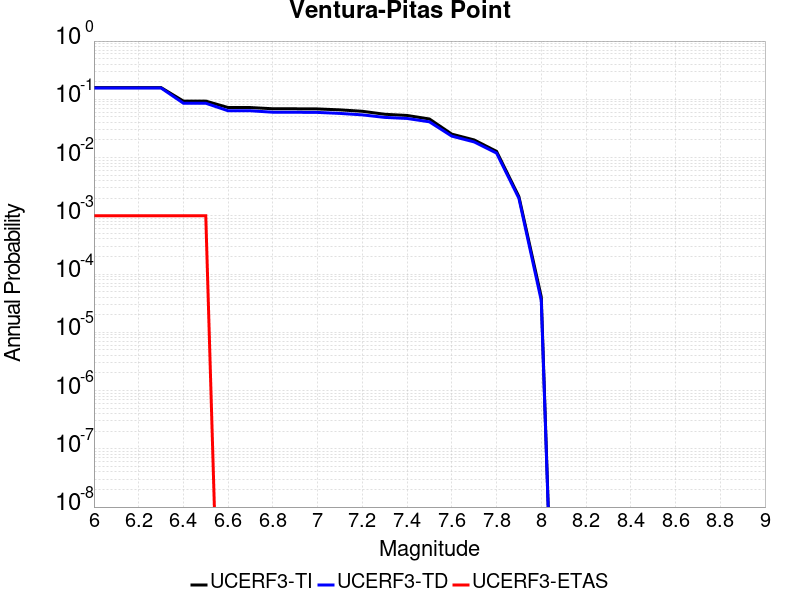 Ventura-Pitas Point
10^0
10^-1
10^-2
10^-3
10^-4
10^-5
10^-6
10^-7
10^-8
Annual Probability
6 6.2 6.4 6.6 6.8 7 7.2 7.4 7.6 7.8 8 8.2 8.4 8.6 8.8 9
Magnitude
UCERF3-TI UCERF3-TD UCERF3-ETAS